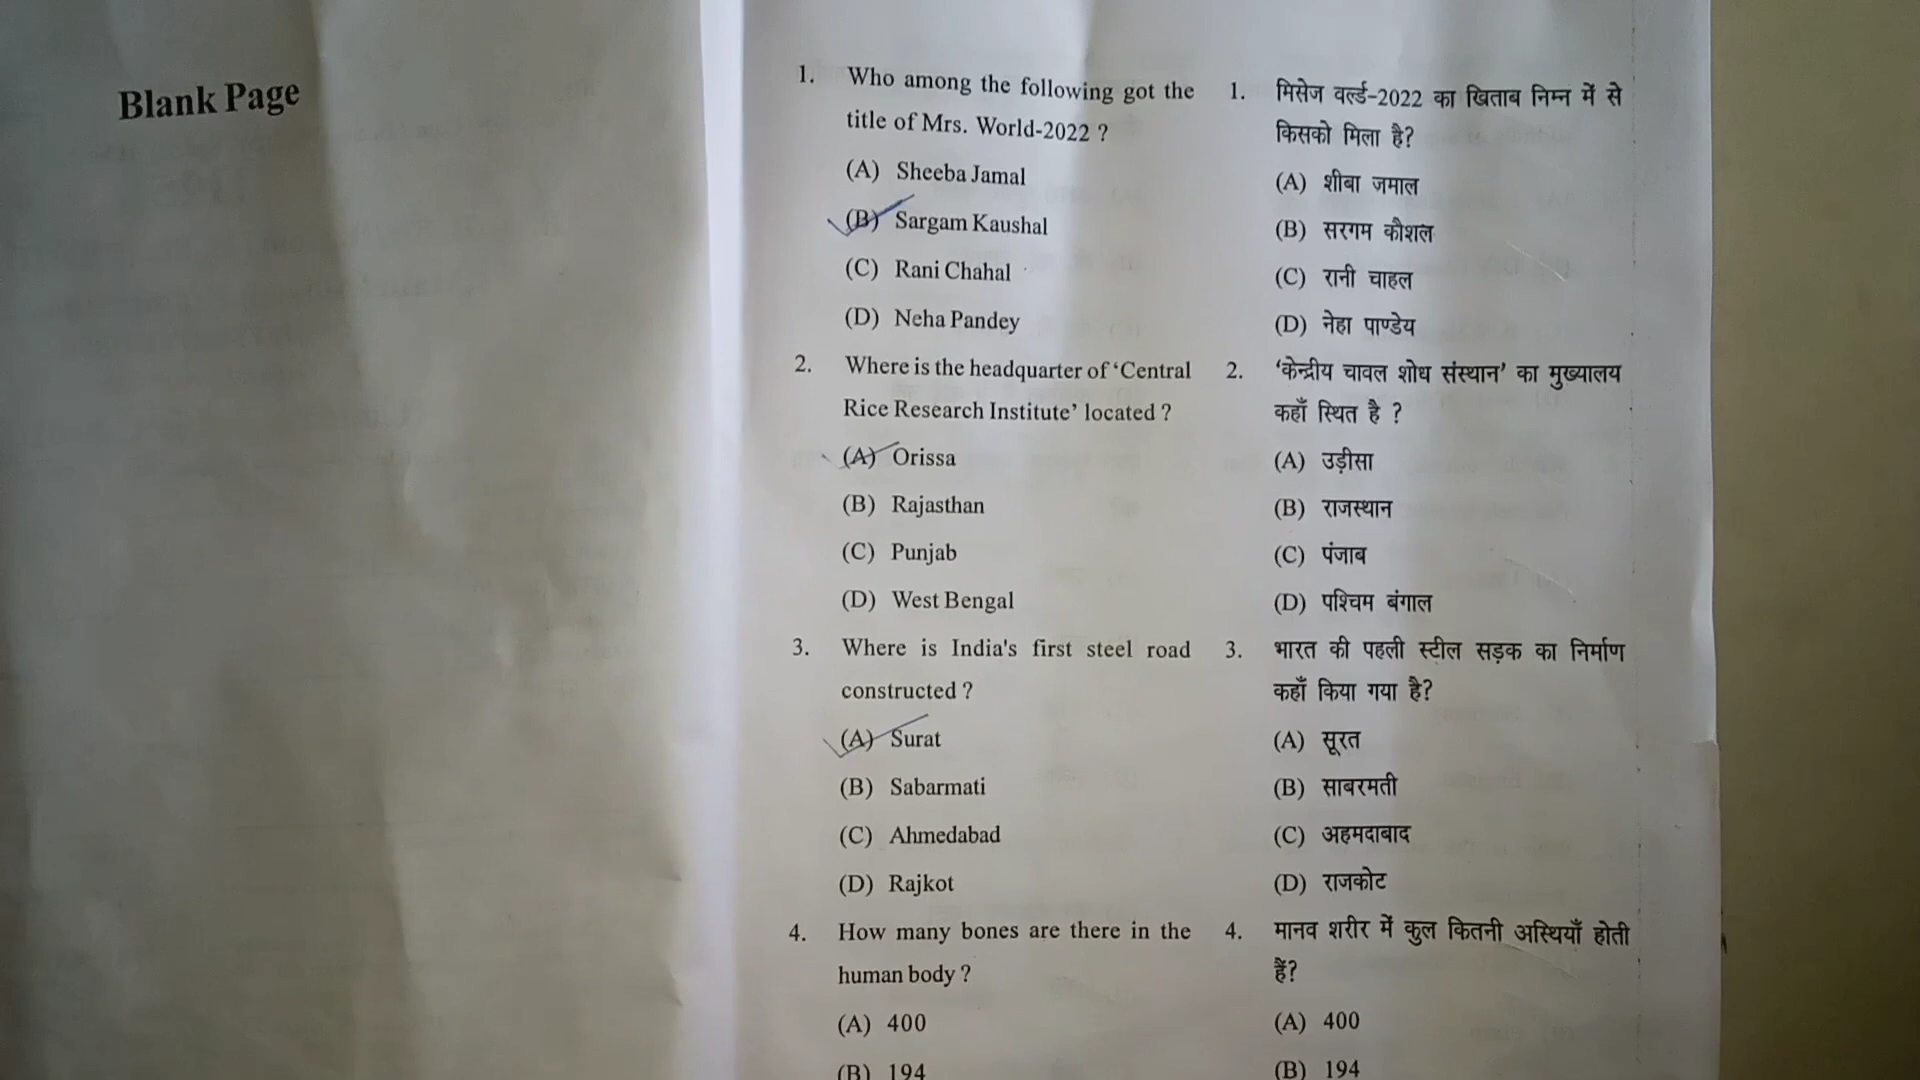 Blank Page
1. Who among the following got the
title of Mrs. World-2022 ?
(A) Sheeba Jamal
(B) Sargam Kaushal
(C) Rani Chahal
(D) Neha Pandey
2. Where is the headquarter of ‘Central
Rice Research Institute’ located ?
(A) Orissa
(B) Rajasthan
(C) Punjab
(D) West Bengal
3. Where is India's first steel road
constructed ?
(A) Surat
(B) Sabarmati
(C) Ahmedabad
(D) Rajkot
4. How many bones are there in the
human body ?
(A) 400
(B) 194
1. मिसेज वर्ल्ड-2022 का खिताब निम्न में से
किसको मिला है?
(A) शीबा जमाल
(B) सरगम कौशल
(C) रानी चाहल
(D) नेहा पाण्डेय
2. ‘केन्द्रीय चावल शोध संस्थान’ का मुख्यालय
कहाँ स्थित है ?
(A) उड़ीसा
(B) राजस्थान
(C) पंजाब
(D) पश्चिम बंगाल
3. भारत की पहली स्टील सड़क का निर्माण
कहाँ किया गया है?
(A) सूरत
(B) साबरमती
(C) अहमदाबाद
(D) राजकोट
4. मानव शरीर में कुल कितनी अस्थियाँ होती
हैं?
(A) 400
(B) 194